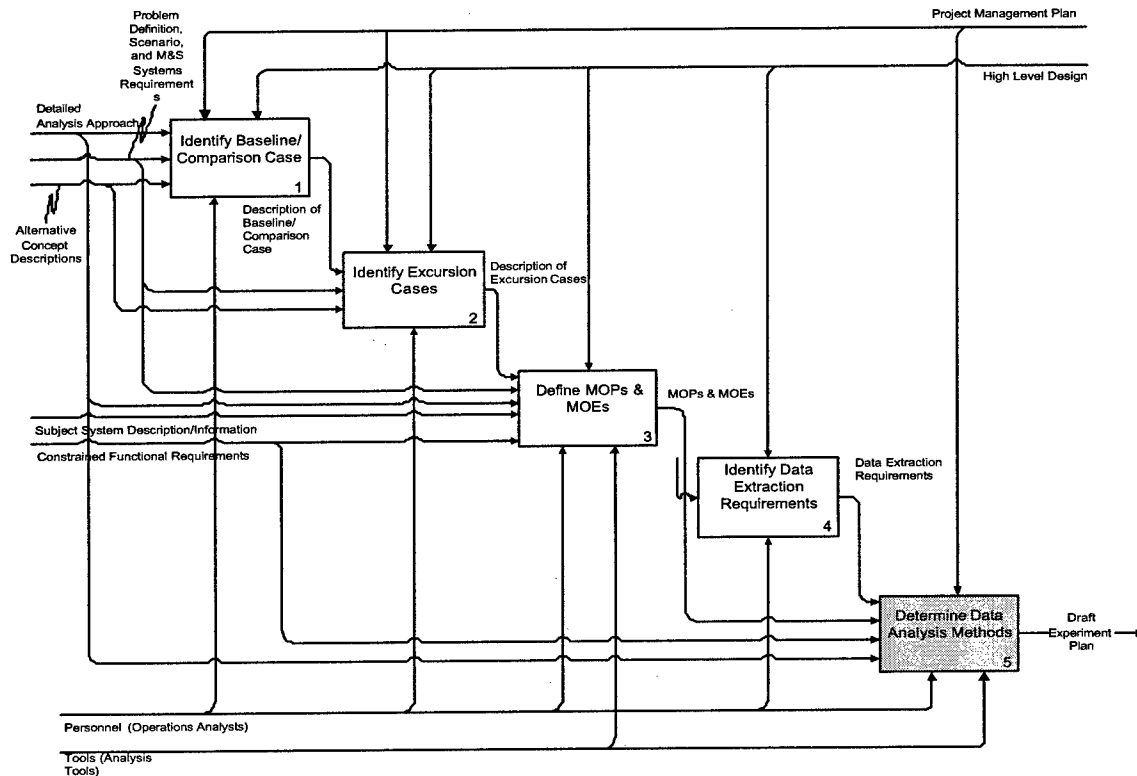 Problem
Definition,
Scenario,
and M&S
Systems
Requirement
s
Project Management Plan
High Level Design
Detailed
Analysis Approach
Identify Baseline/
Comparison Case
1
Alternative
Concept
Descriptions
Description of
Baseline/
Comparison
Case
Identify Excursion
Cases
2
Description of
Excursion Cases
Define MOPs &
MOEs
3
MOPs & MOEs
Subject System Description/Information
Constrained Functional Requirements
Identify Data
Extraction
Requirements
4
Data Extraction
Requirements
Determine Data
Analysis Methods
5
Draft
Experiment
Plan
Personnel (Operations Analysts)
Tools (Analysis
Tools)